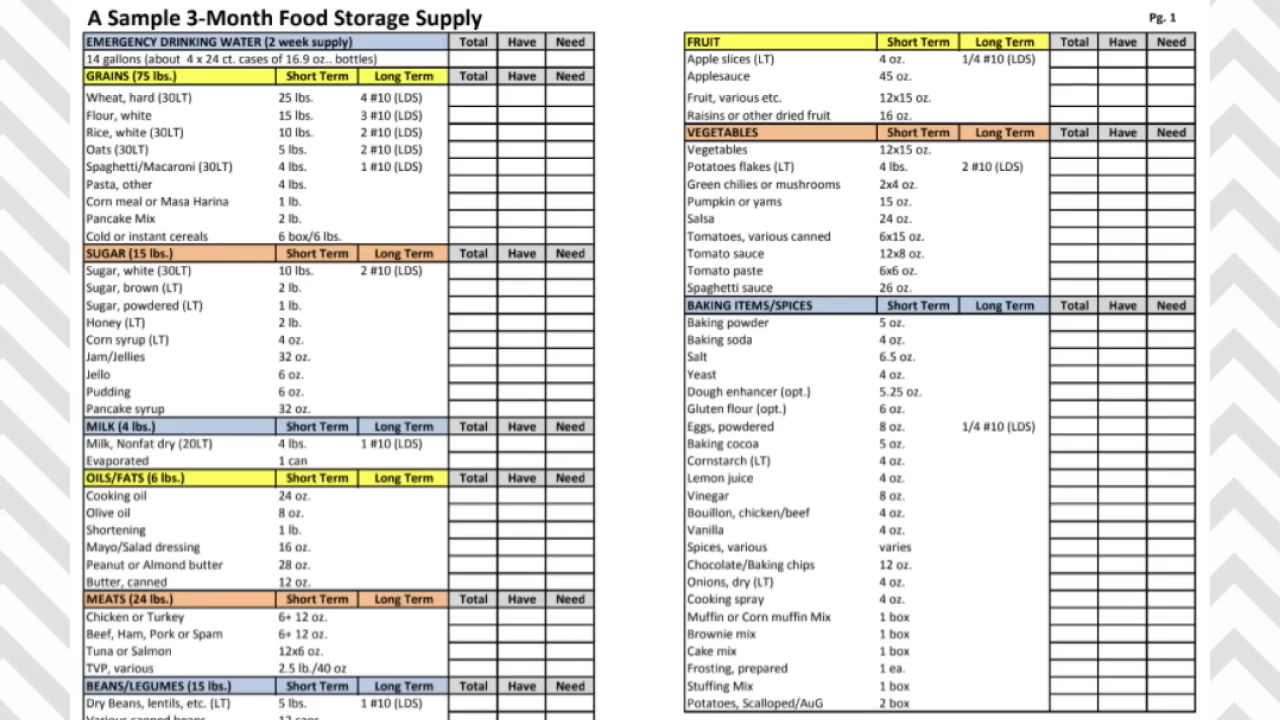 A Sample 3-Month Food Storage Supply
EMERGENCY DRINKING WATER (2 week supply) Total Have Need
14 gallons (about 4 x 24 ct. cases of 16.9 oz.. bottles)
GRAINS (75 lbs.) Short Term Long Term Total Have Need
Wheat, hard (30LT) 25 lbs. 4 #10 (LDS)
Flour, white 15 lbs. 3 #10 (LDS)
Rice, white (30LT) 10 lbs. 2 #10 (LDS)
Oats (30LT) 5 lbs. 2 #10 (LDS)
Spaghetti/Macaroni (30LT) 4 lbs. 1 #10 (LDS)
Pasta, other 4 lbs.
Corn meal or Masa Harina 1 lb.
Pancake Mix 2 lb.
Cold or instant cereals 6 box/6 lbs.
SUGAR (15 lbs.) Short Term Long Term Total Have Need
Sugar, white (30LT) 10 lbs. 2 #10 (LDS)
Sugar, brown (LT) 2 lb.
Sugar, powdered (LT) 1 lb.
Honey (LT) 2 lb.
Corn syrup (LT) 4 oz.
Jam/Jellies 32 oz.
Jello 6 oz.
Pudding 6 oz.
Pancake syrup 32 oz.
MILK (4 lbs.) Short Term Long Term Total Have Need
Milk, Nonfat dry (20LT) 4 lbs. 1 #10 (LDS)
Evaporated 1 can
OILS/FATS (6 lbs.) Short Term Long Term Total Have Need
Cooking oil 24 oz.
Olive oil 8 oz.
Shortening 1 lb.
Mayo/Salad dressing 16 oz.
Peanut or Almond butter 28 oz.
Butter, canned 12 oz.
MEATS (24 lbs.) Short Term Long Term Total Have Need
Chicken or Turkey 6+ 12 oz.
Beef, Ham, Pork or Spam 6+ 12 oz.
Tuna or Salmon 12x6 oz.
TVP, various 2.5 lb./40 oz
BEANS/LEGUMES (15 lbs.) Short Term Long Term Total Have Need
Dry Beans, lentils, etc. (LT) 5 lbs. 1 #10 (LDS)
Various canned beans 12 cans
Pg. 1
FRUIT Short Term Long Term Total Have Need
Apple slices (LT) 4 oz. 1/4 #10 (LDS)
Applesauce 45 oz.
Fruit, various etc. 12x15 oz.
Raisins or other dried fruit 16 oz.
VEGETABLES Short Term Long Term Total Have Need
Vegetables 12x15 oz.
Potatoes flakes (LT) 4 lbs. 2 #10 (LDS)
Green chilies or mushrooms 2x4 oz.
Pumpkin or yams 15 oz.
Salsa 24 oz.
Tomatoes, various canned 6x15 oz.
Tomato sauce 12x8 oz.
Tomato paste 6x6 oz.
Spaghetti sauce 26 oz.
BAKING ITEMS/SPICES Short Term Long Term Total Have Need
Baking powder 5 oz.
Baking soda 4 oz.
Salt 6.5 oz.
Yeast 4 oz.
Dough enhancer (opt.) 5.25 oz.
Gluten flour (opt.) 6 oz.
Eggs, powdered 8 oz. 1/4 #10 (LDS)
Baking cocoa 5 oz.
Cornstarch (LT) 4 oz.
Lemon juice 4 oz.
Vinegar 8 oz.
Bouillon, chicken/beef 4 oz.
Vanilla 4 oz.
Spices, various varies
Chocolate/Baking chips 12 oz.
Onions, dry (LT) 4 oz.
Cooking spray 4 oz.
Muffin or Corn muffin Mix 1 box
Brownie mix 1 box
Cake mix 1 box
Frosting, prepared 1 ea.
Stuffing Mix 1 box
Potatoes, Scalloped/AuG 2 box